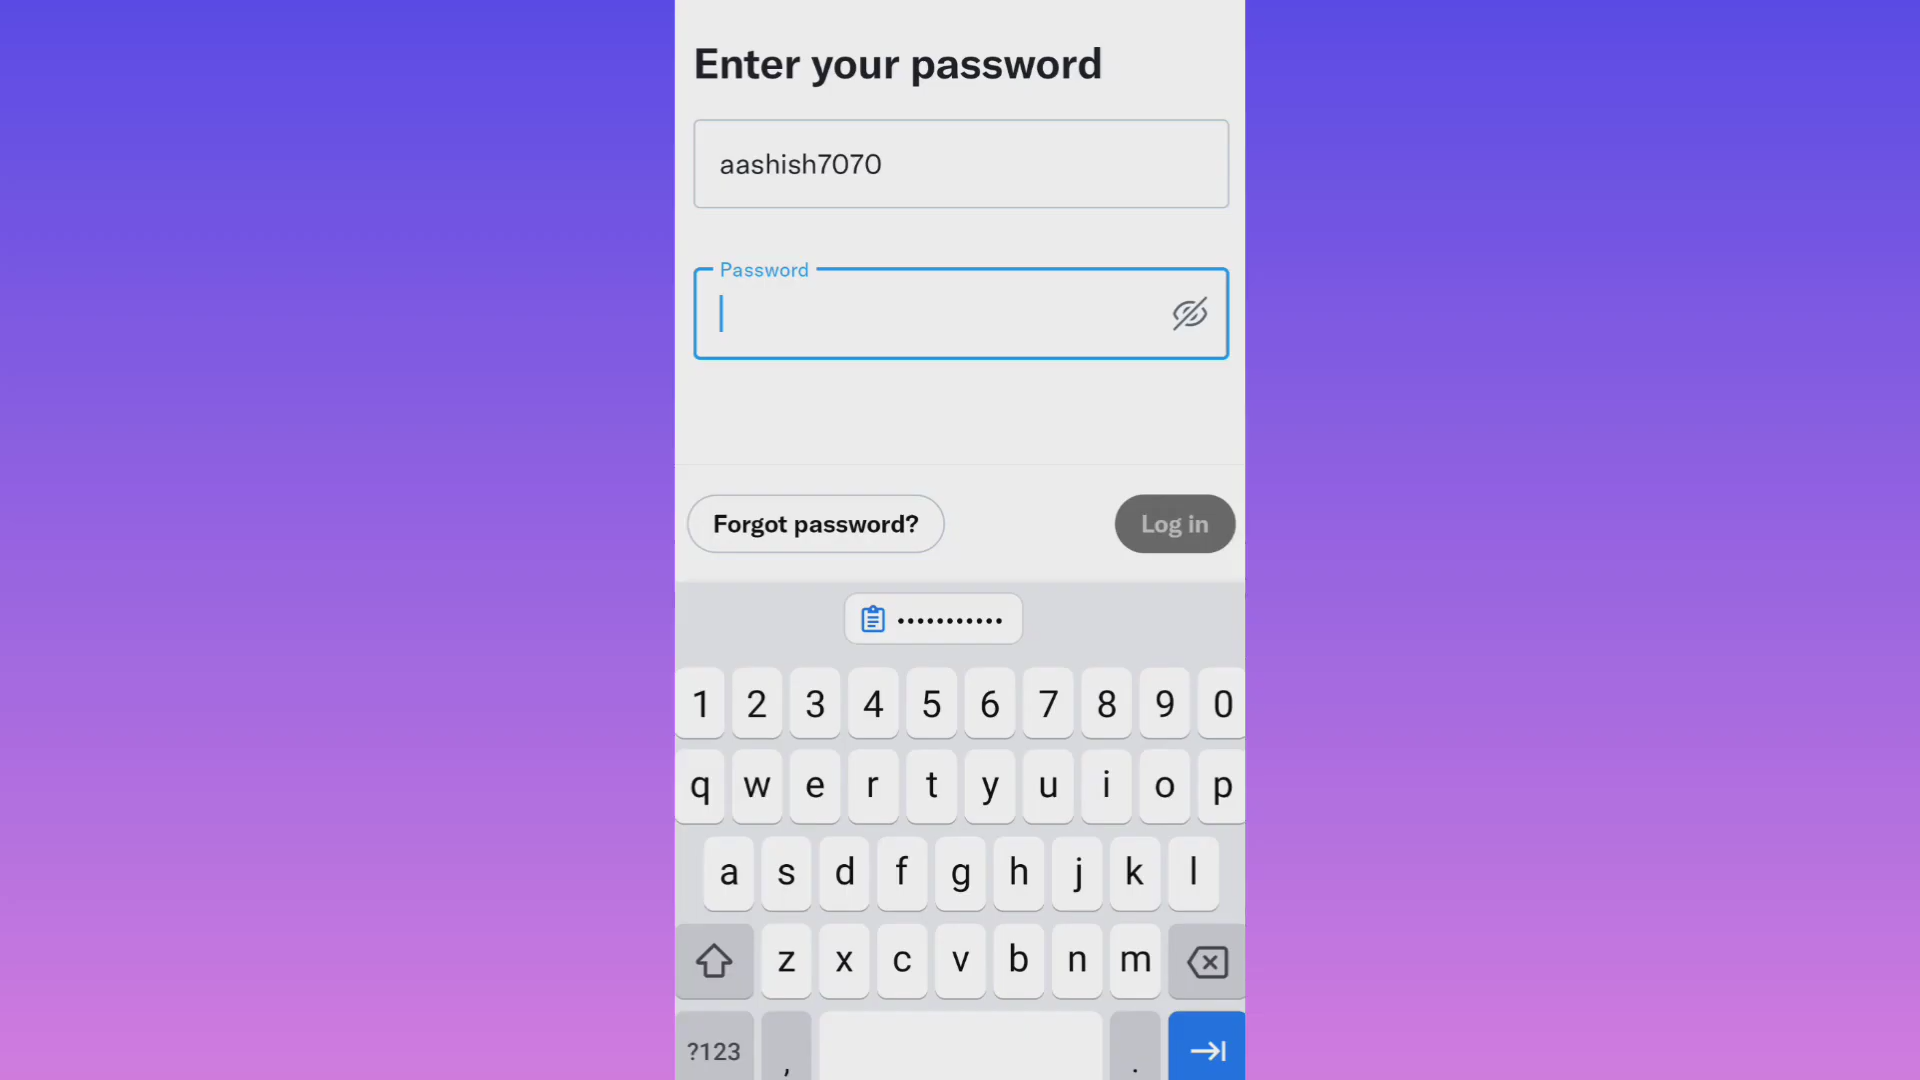 Enter your password
aashish7070
Password
Forgot password?
Log in
•••••••••••
1 2 3 4 5 6 7 8 9 0
q w e r t y u i o p
a s d f g h j k l
z x c v b n m
?123 , .